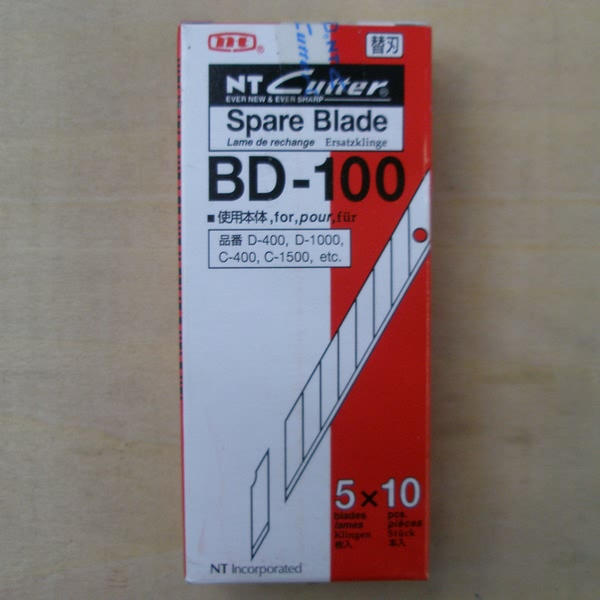 nc®
替刃
NT Cutter®
EVER NEW & EVER SHARP
Spare Blade
Lame de rechange Ersatzklinge
BD-100
■使用本体,for,pour,für
品番 D-400, D-1000,
C-400, C-1500, etc.
5×10
blades pcs.
lames pièces
Klingen Stück
枚入 本入
NT Incorporated